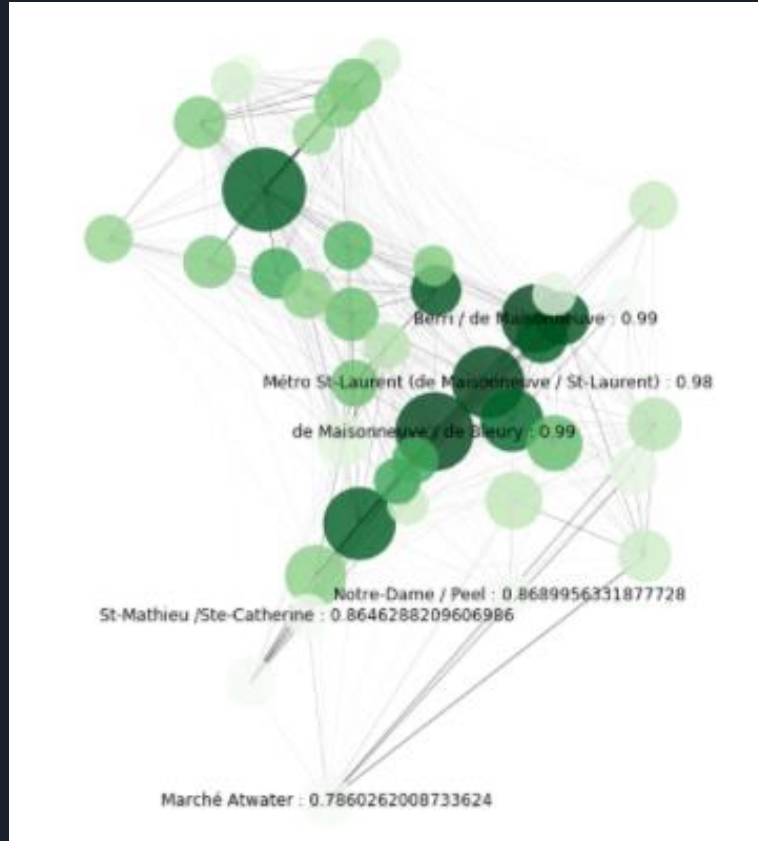 Berri / de Maisonneuve : 0.99
Métro St-Laurent (de Maisonneuve / St-Laurent) : 0.98
de Maisonneuve / de Bleury : 0.99
Notre-Dame / Peel : 0.8689956331877728
St-Mathieu /Ste-Catherine : 0.8646288209606986
Marché Atwater : 0.7860262008733624